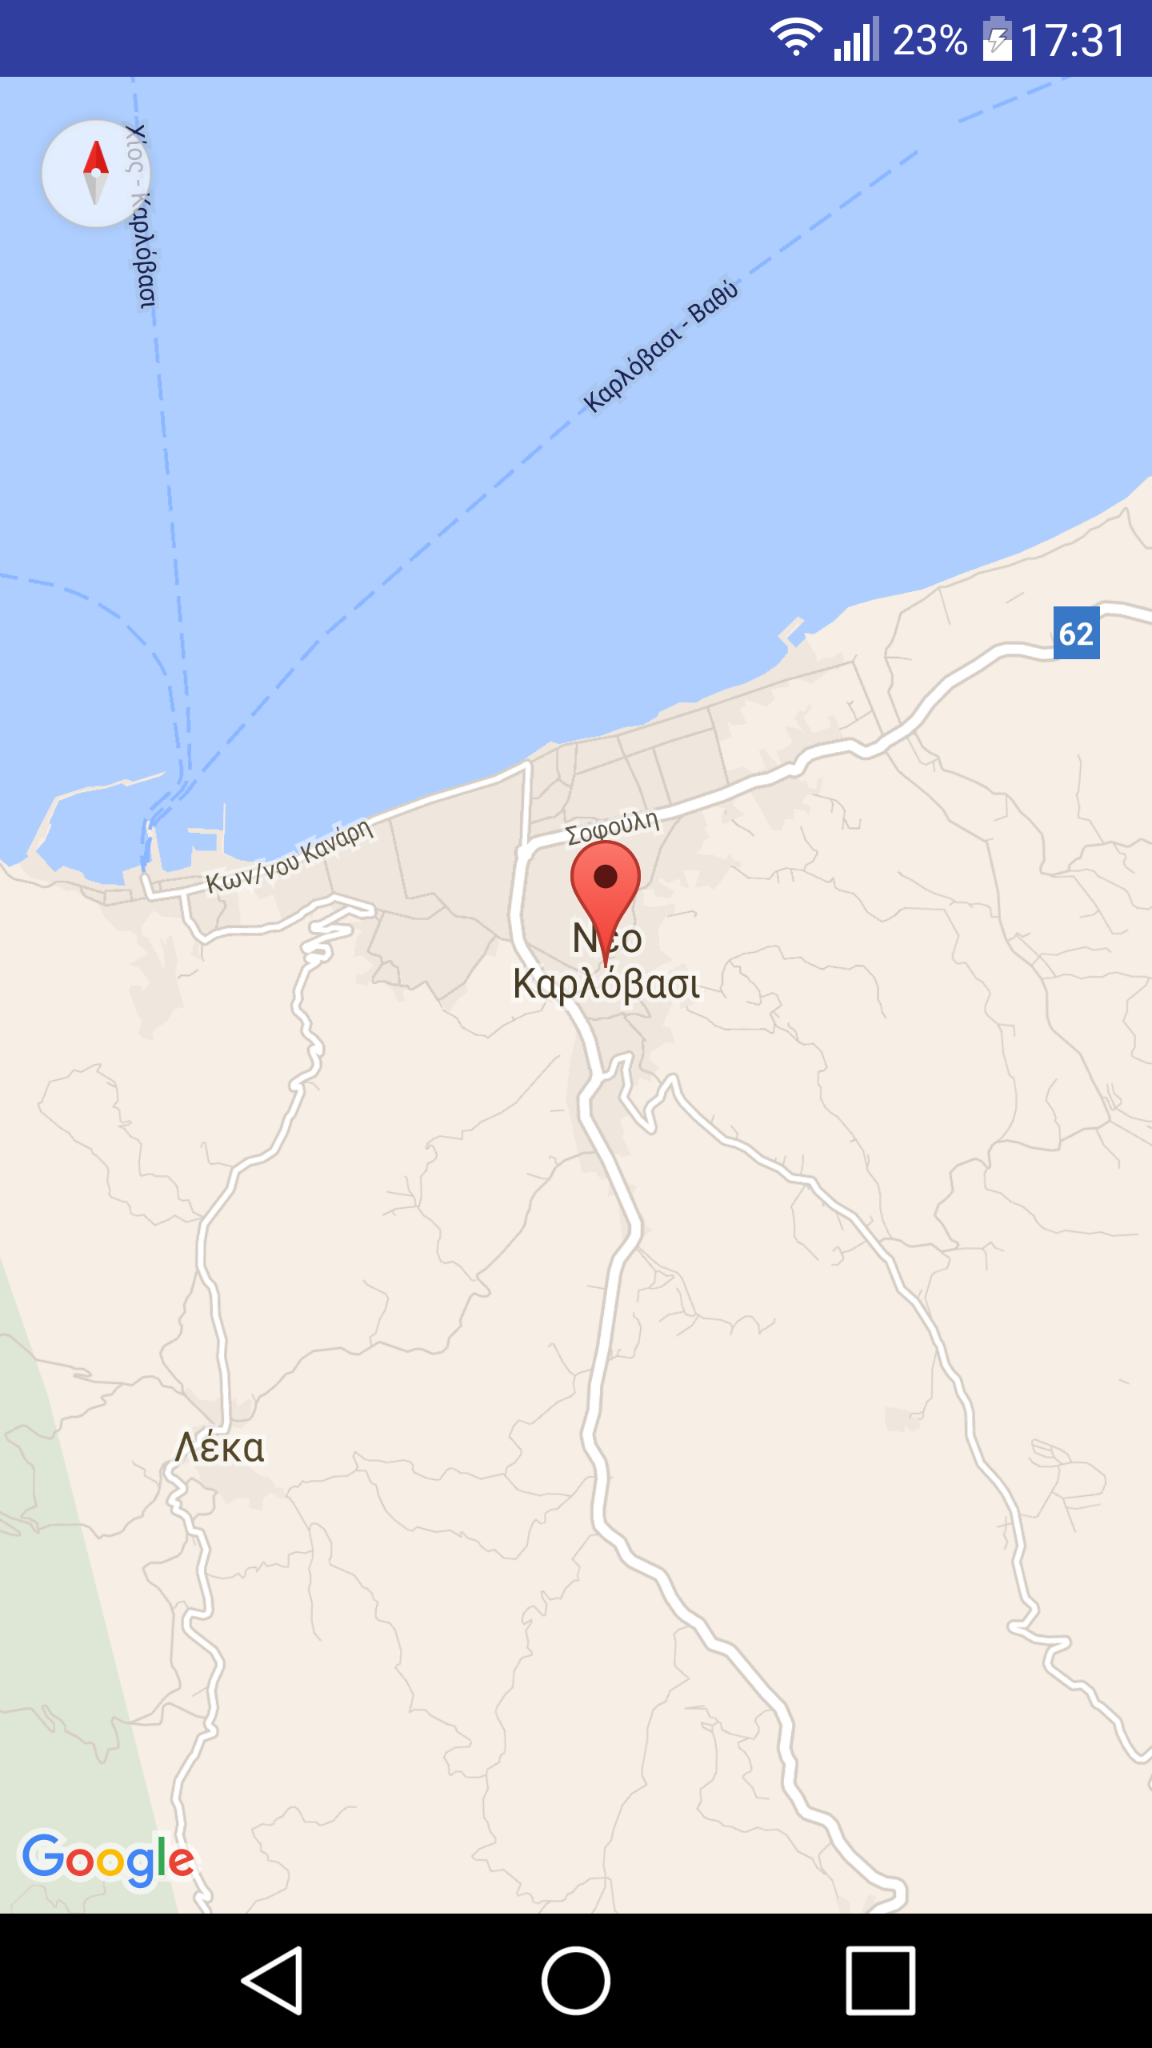 23% 17:31
Χίος - Καρλόβασι
Καρλόβασι - Βαθύ
62
Σοφούλη
Κων/νου Κανάρη
Νέο
Καρλόβασι
Λέκα
Google